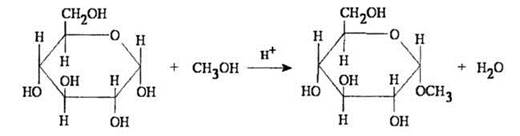 CH₂OH CH₂OH
H O H H O H
H H
+ CH₃OH H⁺ → + H₂O
OH H OH H
HO OH HO OCH₃
H OH H OH